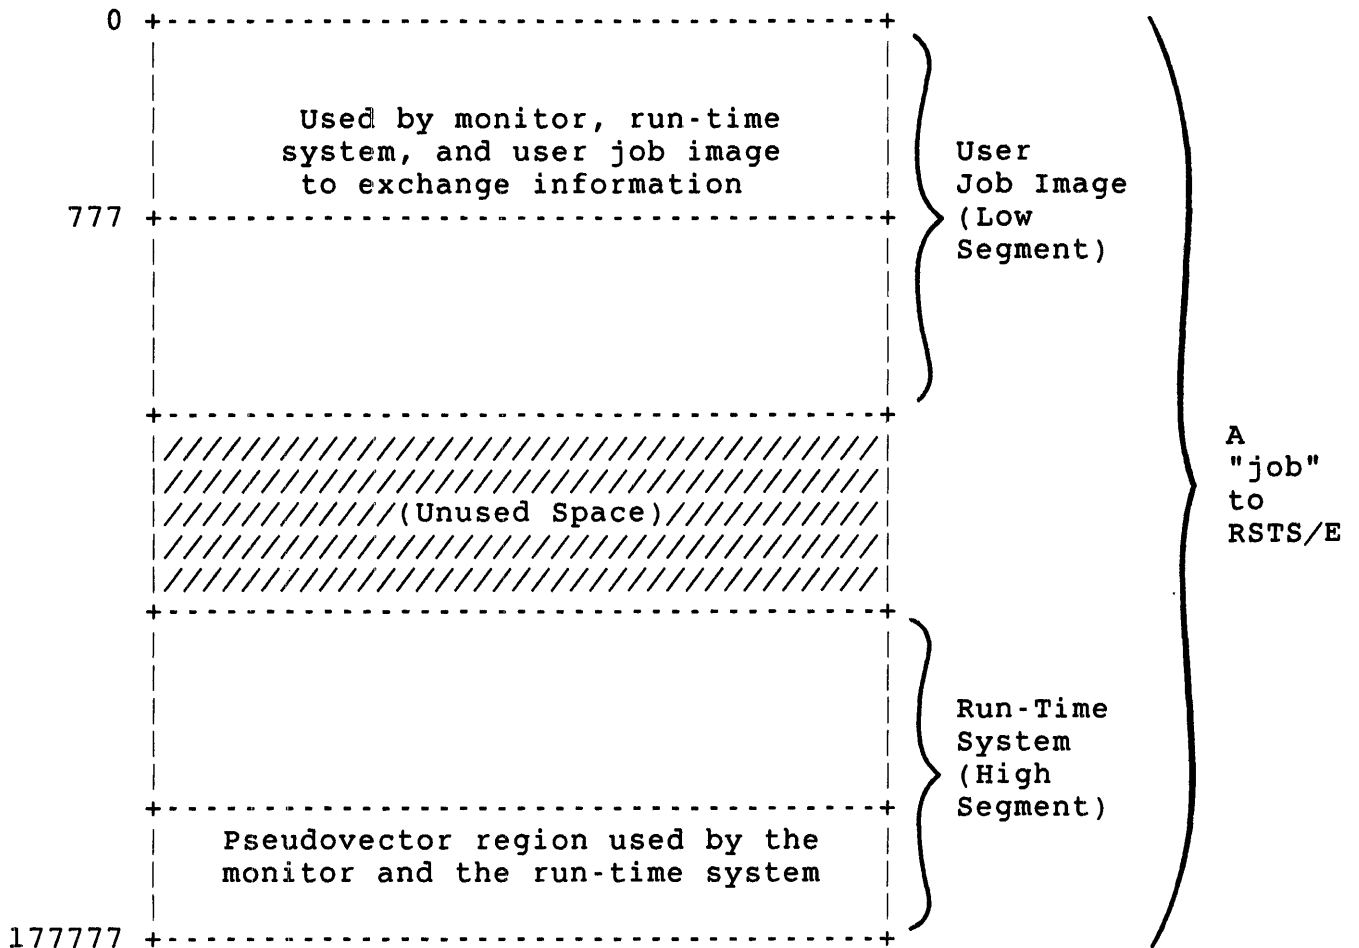 0
Used by monitor, run-time
system, and user job image
to exchange information
777
User
Job Image
(Low
Segment)
(Unused Space)
A
"job"
to
RSTS/E
Run-Time
System
(High
Segment)
Pseudovector region used by the
monitor and the run-time system
177777